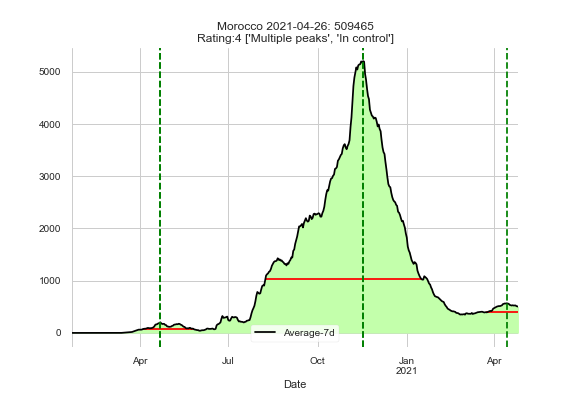 Morocco 2021-04-26: 509465
Rating:4 ['Multiple peaks', 'In control']
5000
4000
3000
2000
1000
0
Average-7d
Apr
Jul
Oct
Jan
2021
Apr
Date